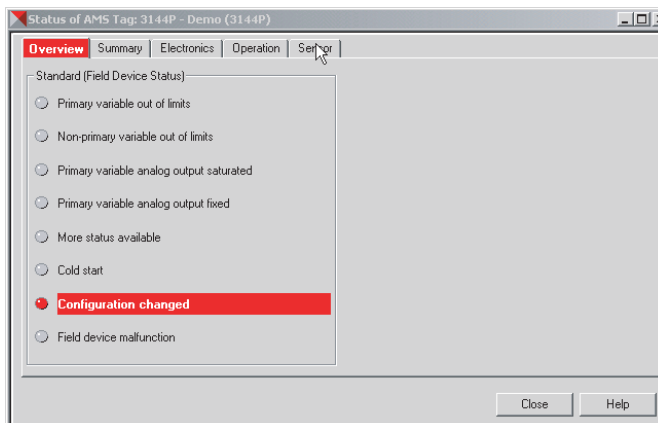 Status of AMS Tag: 3144P - Demo (3144P)
Overview Summary Electronics Operation Sensor
Standard (Field Device Status)
Primary variable out of limits
Non-primary variable out of limits
Primary variable analog output saturated
Primary variable analog output fixed
More status available
Cold start
Configuration changed
Field device malfunction
Close Help